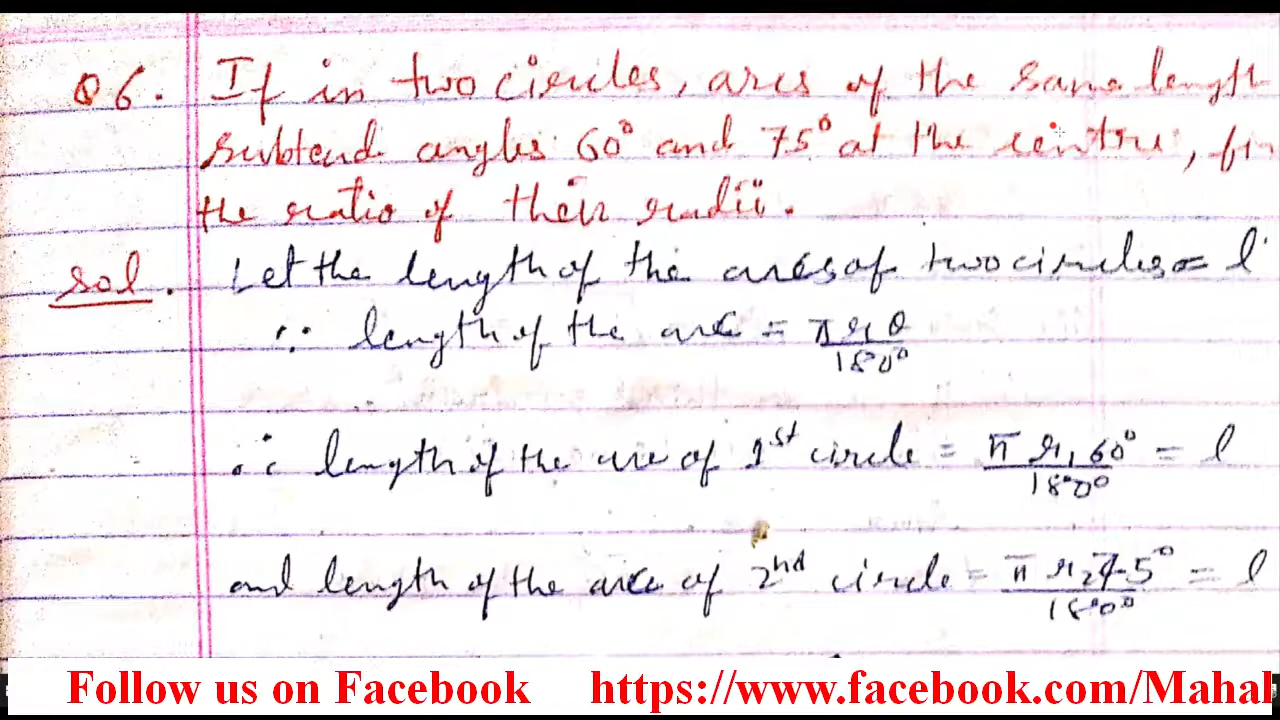 Q6. If in two circles, arcs of the same length
subtend angles 60° and 75° at the centre,
the ratio of their radii.
Sol. Let the length of the arcs of two circles = l
∴ length of the arc = πrθ/180°
∴ length of the arc of 1st circle = πr₁60°/180° = l
and length of the arc of 2nd circle = πr₂75°/180° = l
Follow us on Facebook https://www.facebook.com/Mahal